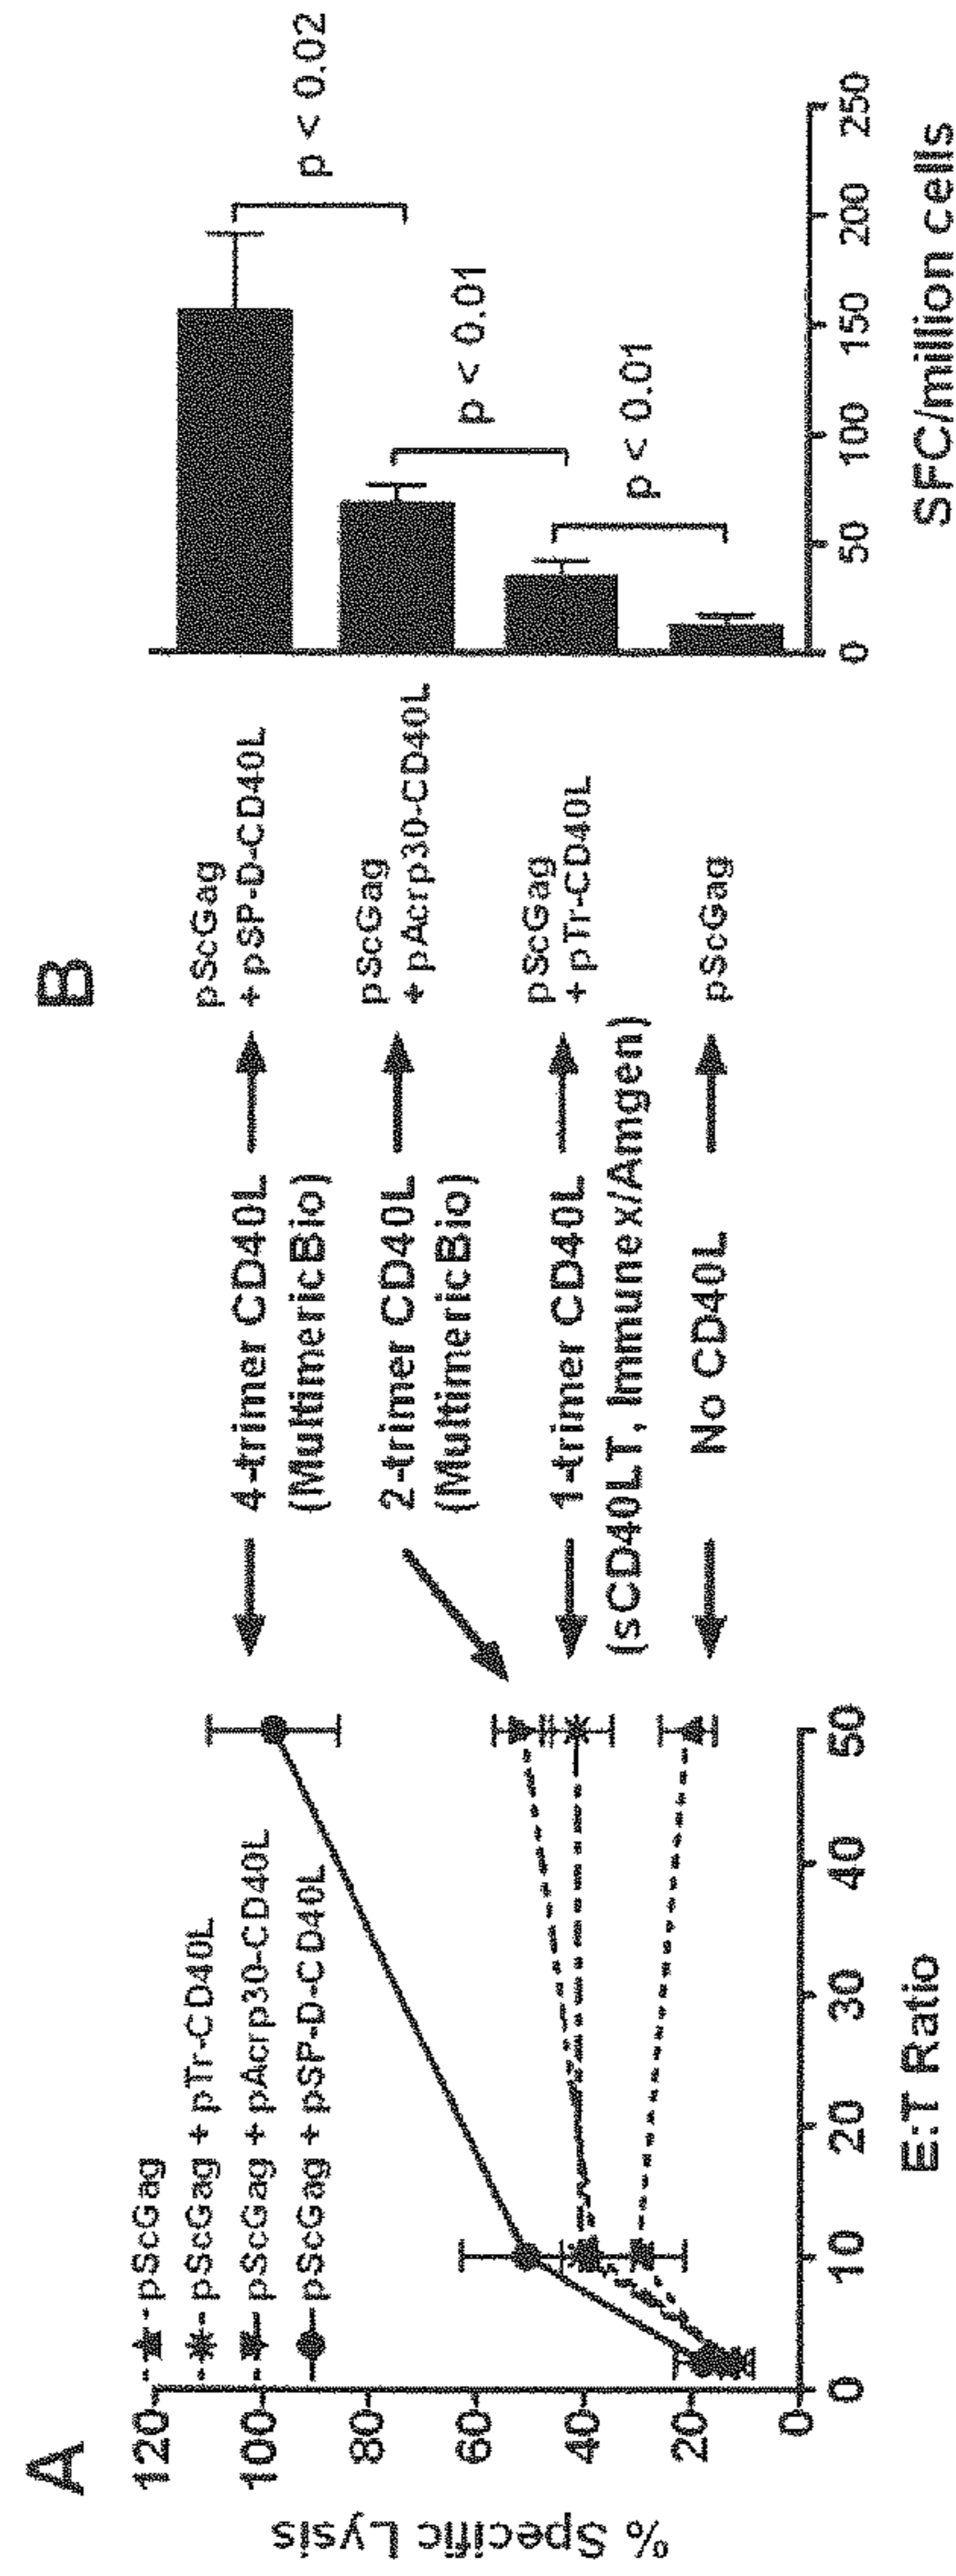 A
% Specific Lysis
120
100
80
60
40
20
0
pScGag
pScGag + pTr-CD40L
pScGag + pAcrp30-CD40L
pScGag + pSP-D-CD40L
0
10
20
30
40
50
E:T Ratio
4-trimer CD40L
(MultimericBio)
2-trimer CD40L
(MultimericBio)
1-trimer CD40L
(sCD40LT, Immunex/Amgen)
No CD40L
B
pScGag
+ pSP-D-CD40L
pScGag
+ pAcrp30-CD40L
pScGag
+ pTr-CD40L
pScGag
p < 0.02
p < 0.01
p < 0.01
0
50
100
150
200
250
SFC/million cells